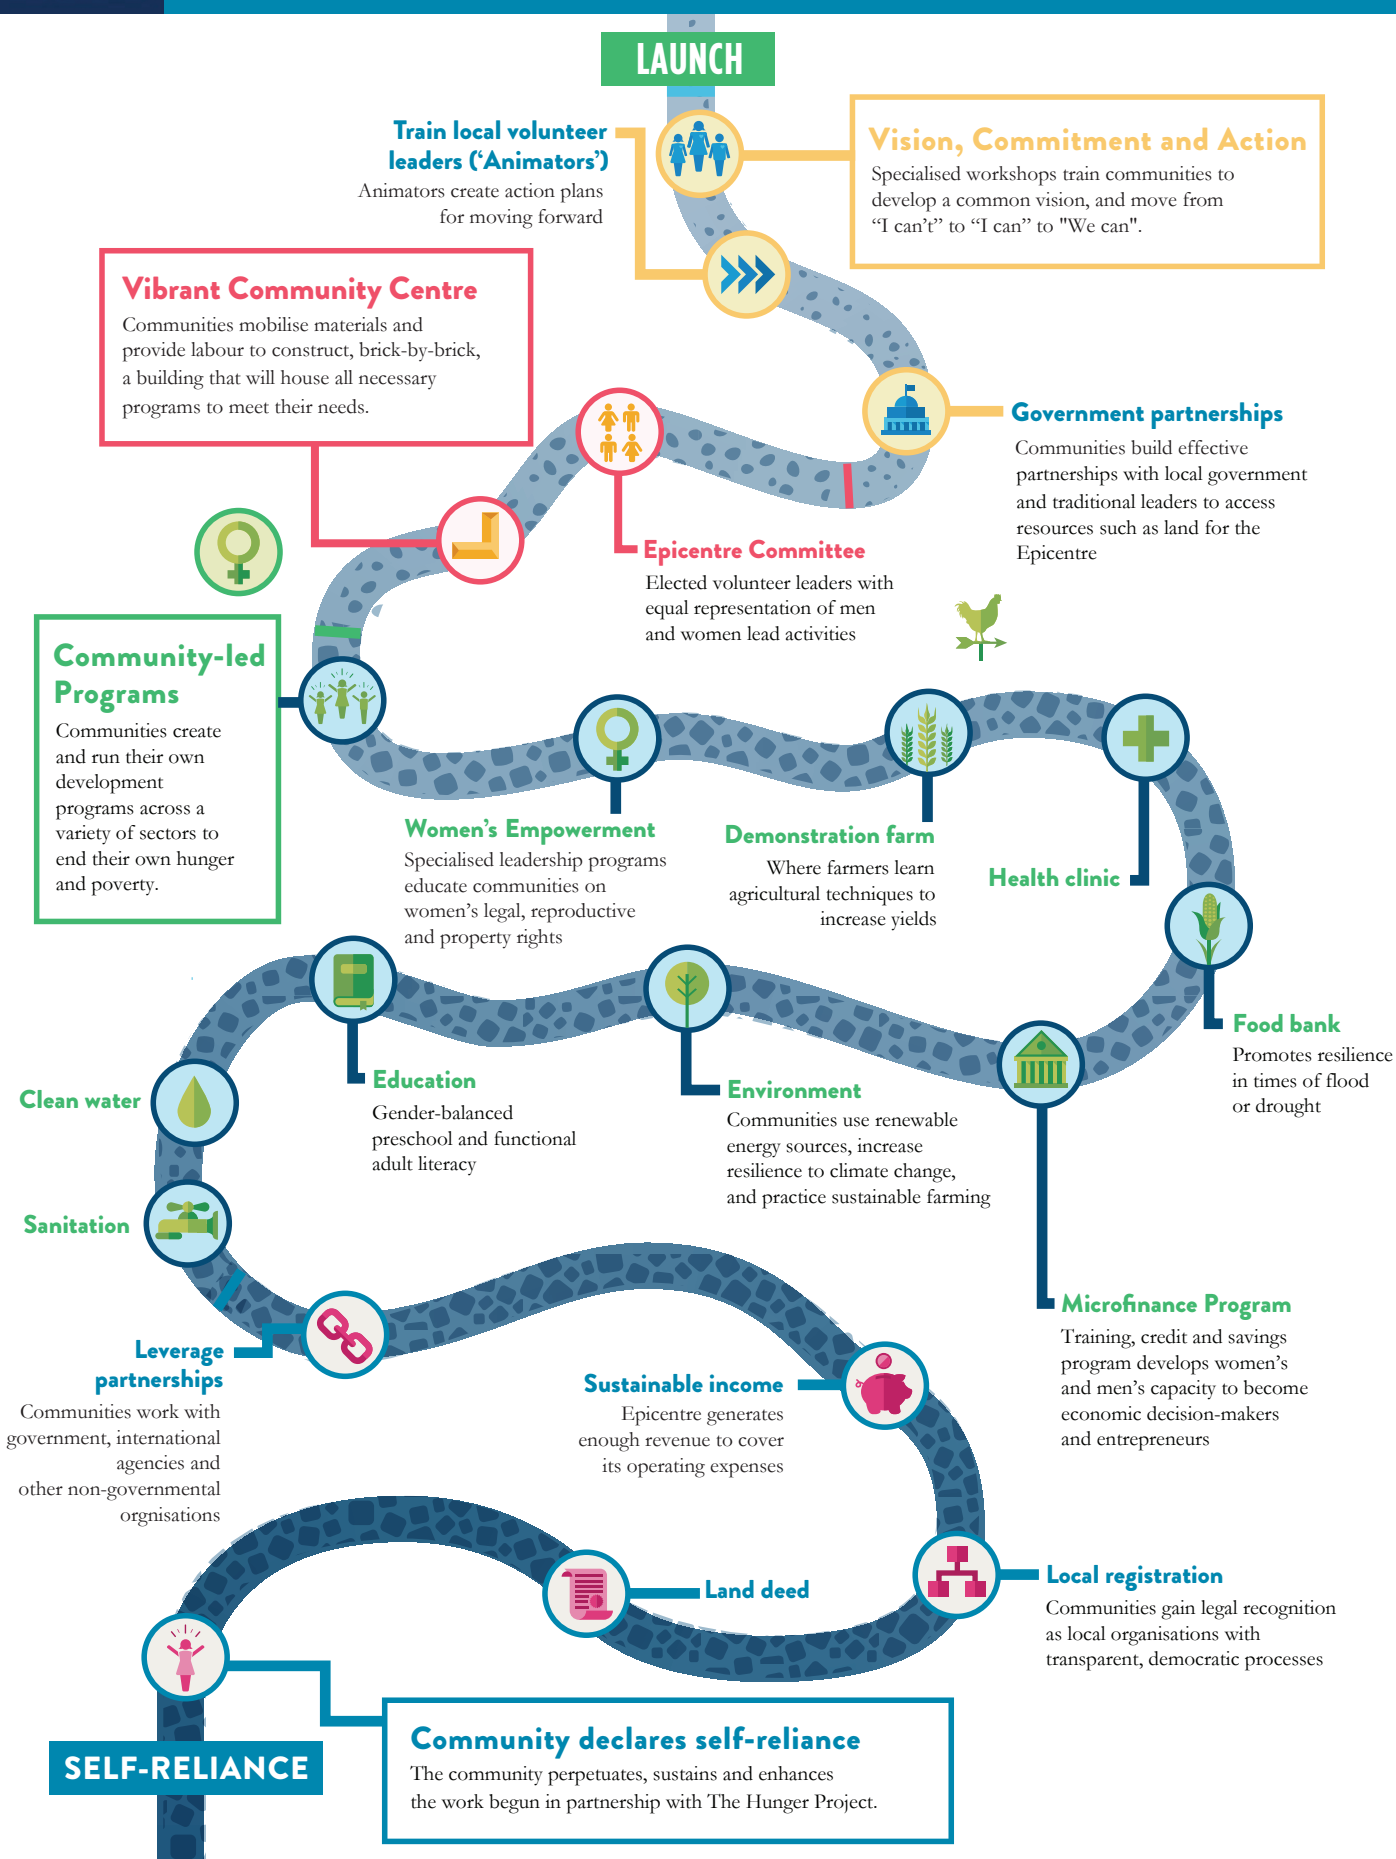 LAUNCH
Train local volunteer
leaders (‘Animators’)
Animators create action plans
for moving forward
Vision, Commitment and Action
Specialised workshops train communities to
develop a common vision, and move from
“I can’t” to “I can” to "We can".
Vibrant Community Centre
Communities mobilise materials and
provide labour to construct, brick-by-brick,
a building that will house all necessary
programs to meet their needs.
Government partnerships
Communities build effective
partnerships with local government
and traditional leaders to access
resources such as land for the
Epicentre
Epicentre Committee
Elected volunteer leaders with
equal representation of men
and women lead activities
Community-led
Programs
Communities create
and run their own
development
programs across a
variety of sectors to
end their own hunger
and poverty.
Women’s Empowerment
Specialised leadership programs
educate communities on
women’s legal, reproductive
and property rights
Demonstration farm
Where farmers learn
agricultural techniques to
increase yields
Health clinic
Food bank
Promotes resilience
in times of flood
or drought
Education
Gender-balanced
preschool and functional
adult literacy
Environment
Communities use renewable
energy sources, increase
resilience to climate change,
and practice sustainable farming
Clean water
Sanitation
Microfinance Program
Training, credit and savings
program develops women’s
and men’s capacity to become
economic decision-makers
and entrepreneurs
Leverage
partnerships
Communities work with
government, international
agencies and
other non-governmental
orgnisations
Sustainable income
Epicentre generates
enough revenue to cover
its operating expenses
Land deed
Local registration
Communities gain legal recognition
as local organisations with
transparent, democratic processes
Community declares self-reliance
The community perpetuates, sustains and enhances
the work begun in partnership with The Hunger Project.
SELF-RELIANCE